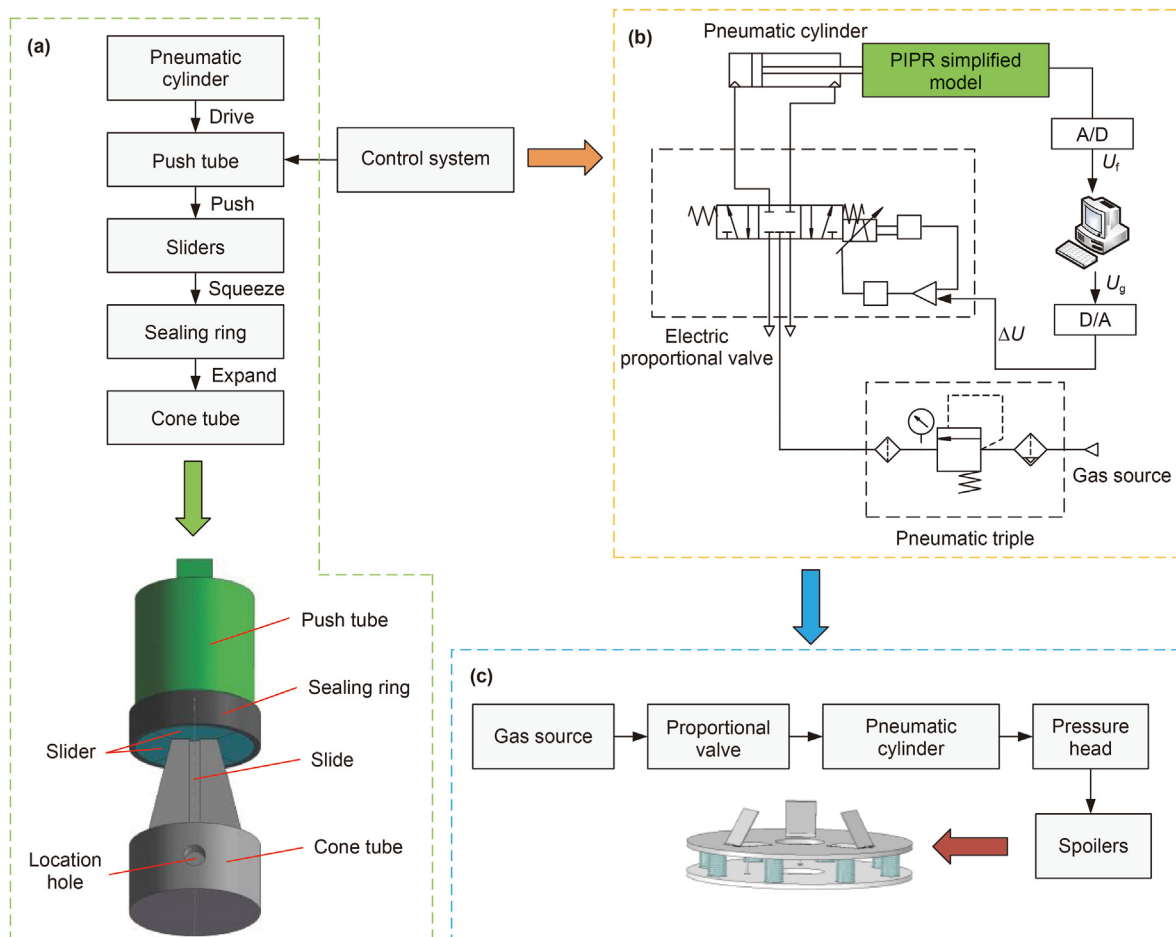 (a)
Pneumatic
cylinder
Drive
Push tube
Control system
Push
Sliders
Squeeze
Sealing ring
Expand
Cone tube
Push tube
Sealing ring
Slider
Slide
Location
hole
Cone tube
(b)
Pneumatic cylinder
PIPR simplified
model
A/D
Uf
Ug
D/A
ΔU
Electric
proportional valve
Gas source
Pneumatic triple
(c)
Gas source
Proportional
valve
Pneumatic
cylinder
Pressure
head
Spoilers